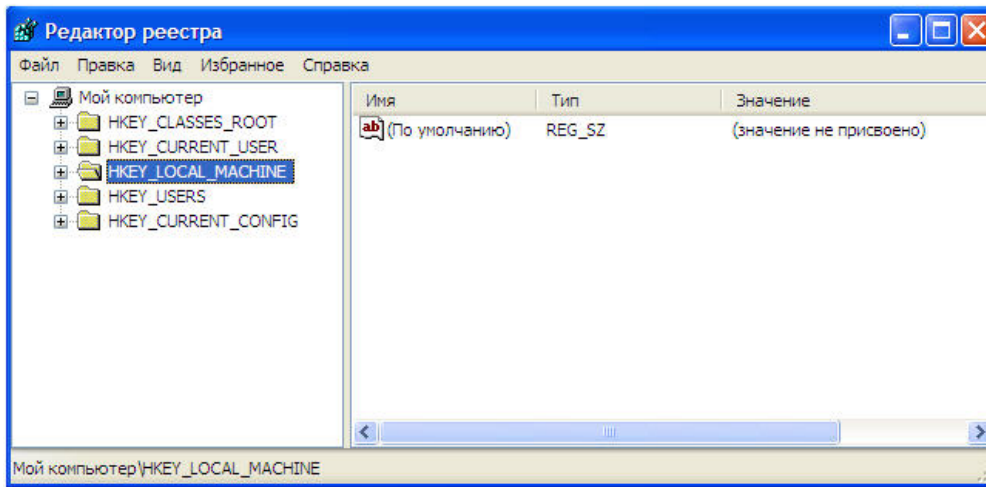 Редактор реестра
Файл Правка Вид Избранное Справка
Мой компьютер
HKEY_CLASSES_ROOT
HKEY_CURRENT_USER
HKEY_LOCAL_MACHINE
HKEY_USERS
HKEY_CURRENT_CONFIG
Имя Тип Значение
ab (По умолчанию) REG_SZ (значение не присвоено)
Мой компьютер\HKEY_LOCAL_MACHINE